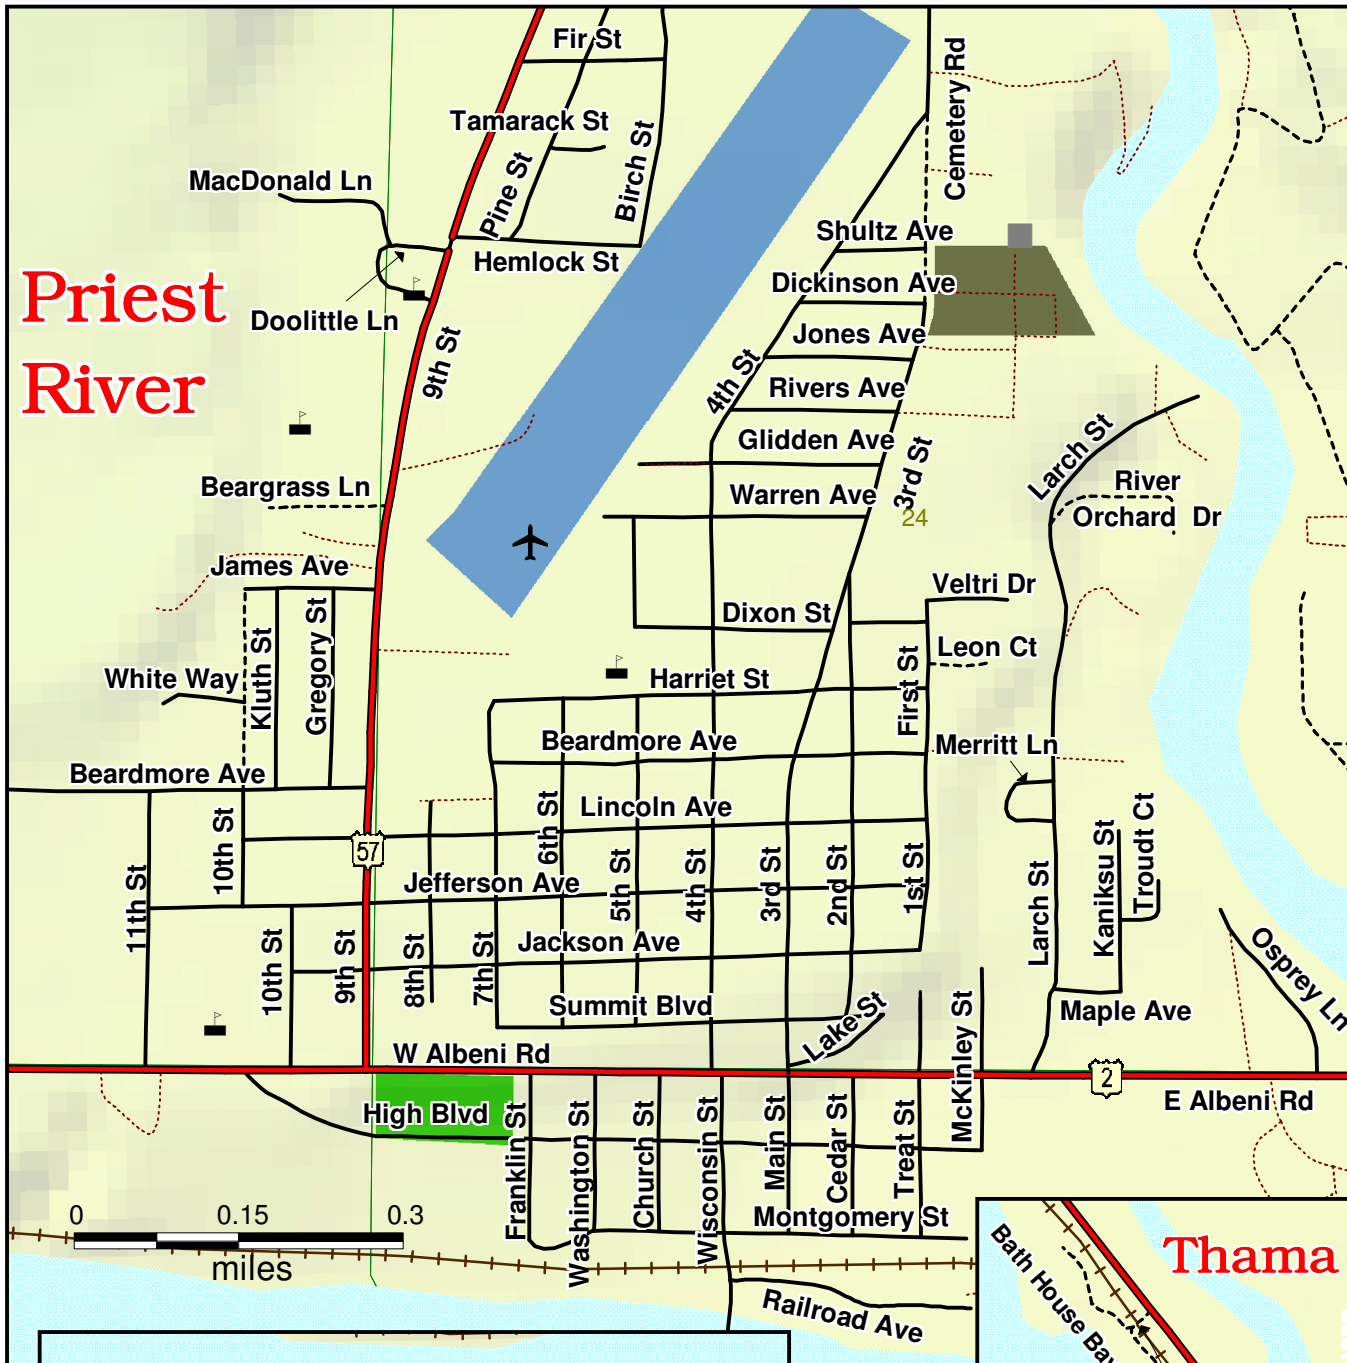 Fir St
Cemetery Rd
Tamarack St
Birch St
Pine St
MacDonald Ln
Shultz Ave
Hemlock St
Priest
River
Dickinson Ave
Doolittle Ln
Jones Ave
9th St
4th St
Rivers Ave
Glidden Ave
Larch St
3rd St
Beargrass Ln
Warren Ave
River
Orchard Dr
24
James Ave
Veltri Dr
Dixon St
Kluth St
Gregory St
Leon Ct
White Way
Harriet St
First St
Beardmore Ave
Merritt Ln
Beardmore Ave
Lincoln Ave
6th St
10th St
57
Jefferson Ave
5th St
4th St
3rd St
2nd St
1st St
Larch St
Kaniksu St
Troudt Ct
11th St
10th St
9th St
8th St
7th St
Jackson Ave
Osprey Ln
Summit Blvd
Lake St
McKinley St
Maple Ave
W Albeni Rd
2
E Albeni Rd
High Blvd
Franklin St
Washington St
Church St
Wisconsin St
Main St
Cedar St
Treat St
Montgomery St
0 0.15 0.3
miles
Railroad Ave
Thama
Bath House Bay